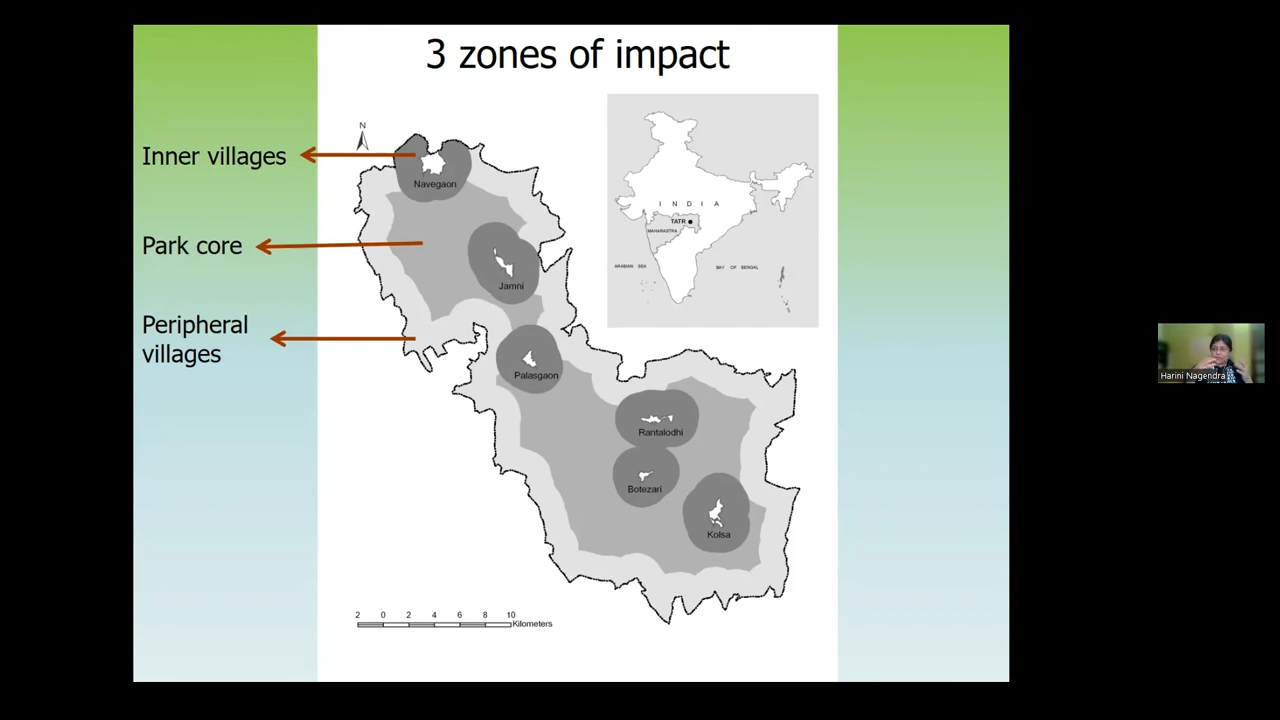 3 zones of impact
N
Inner villages
Navegaon
Park core
Jamni
Peripheral
villages
Palasgaon
Rantalodhi
Botezari
Kolsa
2 0 2 4 6 8 10
Kilometers
I N D I A
TATR
MAHARASTRA
ARABIAN SEA
BAY OF BENGAL
Harini Nagendra